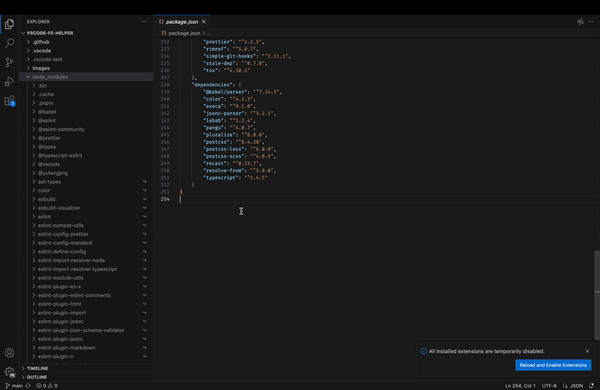 EXPLORER
package.json
VSCODE-FE-HELPER
package.json > ...
.github
.vscode
.vscode-test
images
node_modules
.bin
.cache
.pnpm
@babel
@eslint
@eslint-community
@prettier
@types
@typescript-eslint
@vscode
@yutengjing
ast-types
color
esbuild
esbuild-visualizer
eslint
eslint-compat-utils
eslint-config-prettier
eslint-config-standard
eslint-define-config
eslint-import-resolver-node
eslint-import-resolver-typescript
eslint-module-utils
eslint-plugin-es-x
eslint-plugin-eslint-comments
eslint-plugin-html
eslint-plugin-import
eslint-plugin-jsdoc
eslint-plugin-json-schema-validator
eslint-plugin-jsonc
eslint-plugin-markdown
eslint-plugin-n
TIMELINE
OUTLINE
232 "prettier": "^3.2.5",
233 "rimraf": "^5.0.7",
234 "simple-git-hooks": "^2.11.1",
235 "stale-dep": "^0.7.0",
236 "tsx": "^4.10.3"
237 },
238 "dependencies": {
239 "@babel/parser": "^7.24.5",
240 "color": "^4.2.3",
241 "execa": "^9.1.0",
242 "jsonc-parser": "^3.2.1",
243 "lebab": "^3.2.4",
244 "pangu": "^4.0.7",
245 "pluralize": "^8.0.0",
246 "postcss": "^8.4.38",
247 "postcss-less": "^6.0.0",
248 "postcss-scss": "^4.0.9",
249 "recast": "^0.23.7",
250 "resolve-from": "^5.0.0",
251 "typescript": "^5.4.5"
252 }
253 }
254
All installed extensions are temporarily disabled.
Reload and Enable Extensions
main 0 0 Ln 254, Col 1 UTF-8 {} JSON